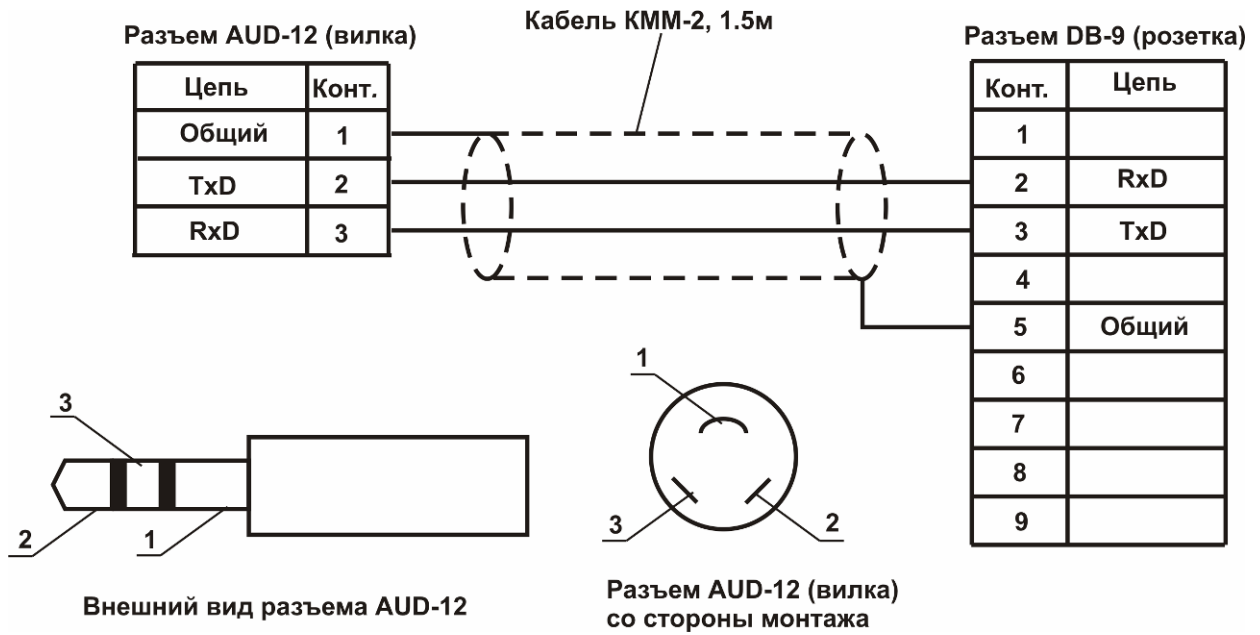 Кабель КММ-2, 1.5м
Разъем AUD-12 (вилка)
Цепь Конт.
Общий 1
TxD 2
RxD 3
Разъем DB-9 (розетка)
Конт. Цепь
1
2 RxD
3 TxD
4
5 Общий
6
7
8
9
3
2
1
Внешний вид разъема AUD-12
1
3
2
Разъем AUD-12 (вилка)
со стороны монтажа